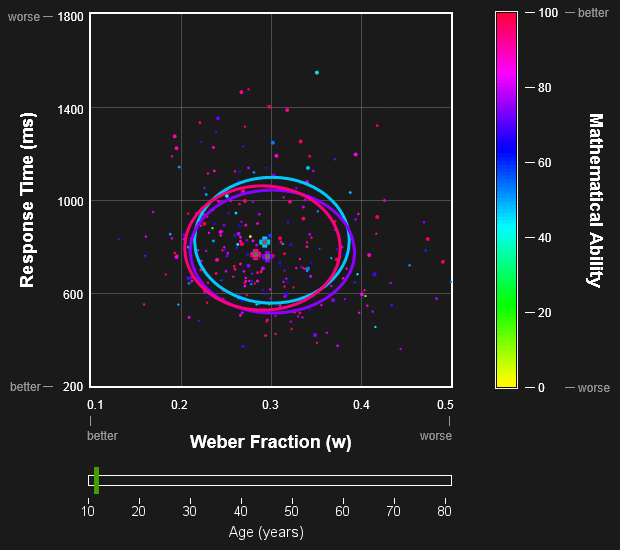 worse
1800
1400
1000
600
better
200
Response Time (ms)
0.1
0.2
0.3
0.4
0.5
better
worse
Weber Fraction (w)
10
20
30
40
50
60
70
80
Age (years)
100
better
80
60
40
20
0
worse
Mathematical Ability